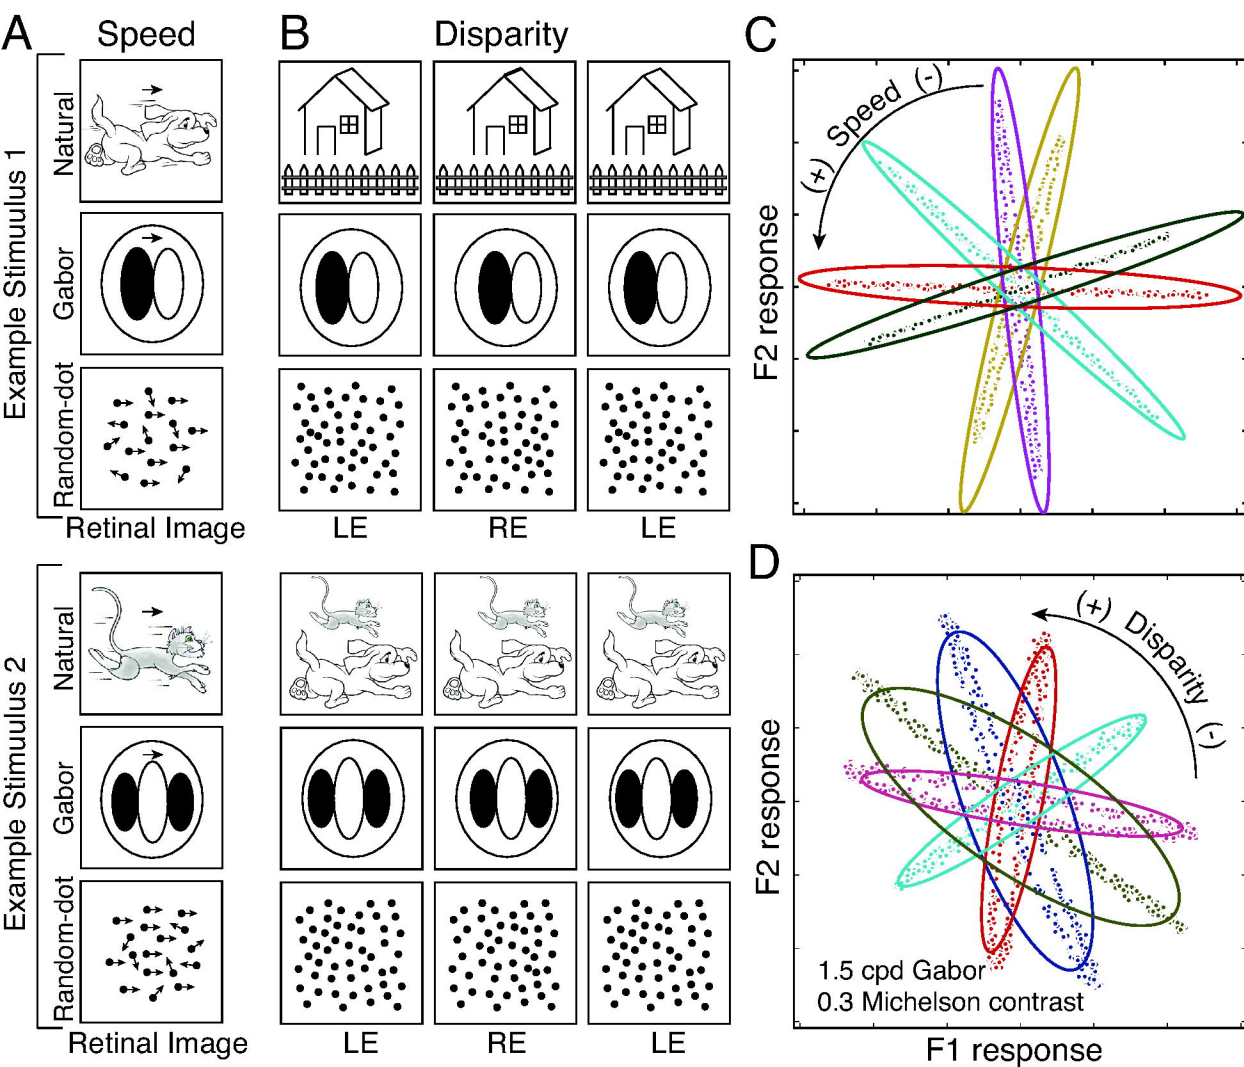 A
Speed
B
Disparity
C
Example Stimuulus 1
Natural
Gabor
Random-dot
Retinal Image
LE
RE
LE
(+) Speed (-)
F2 response
Example Stimuulus 2
Natural
Gabor
Random-dot
Retinal Image
LE
RE
LE
D
(+) Disparity (-)
F2 response
1.5 cpd Gabor
0.3 Michelson contrast
F1 response